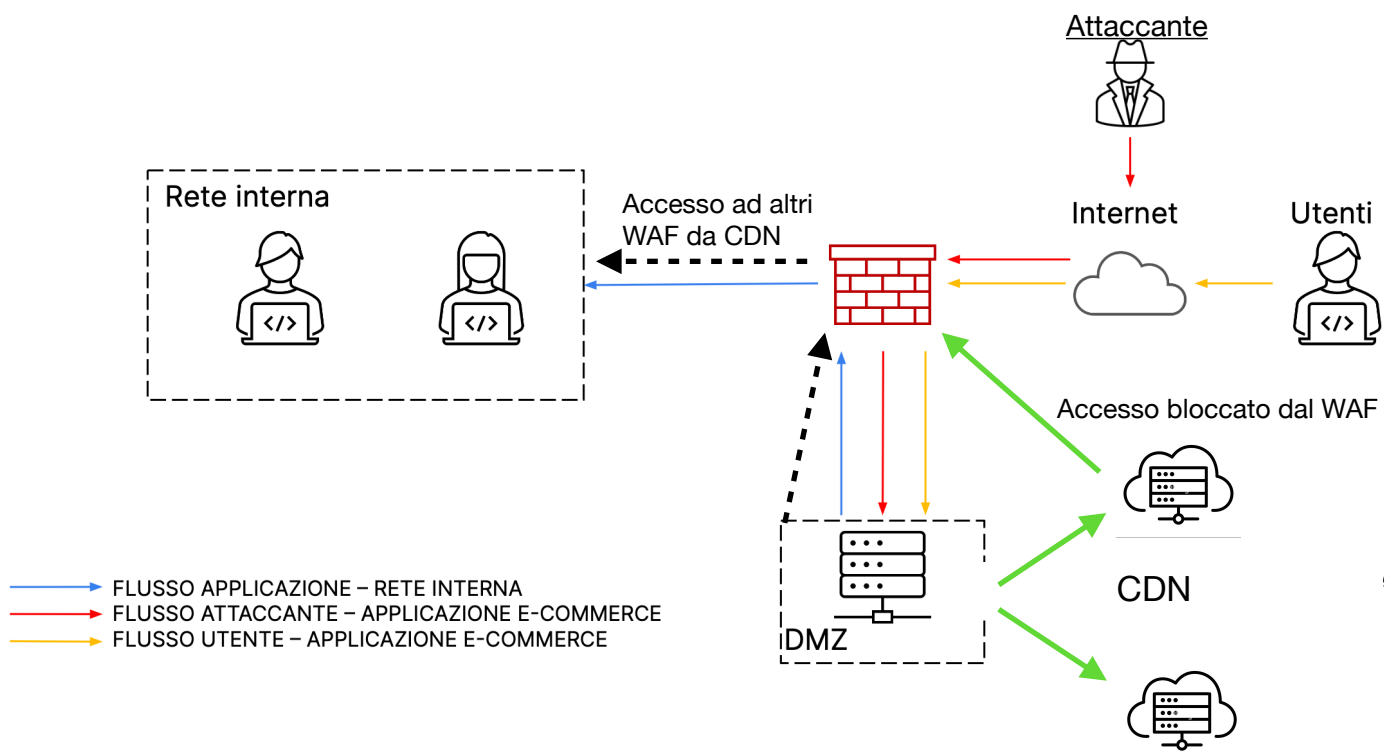 Attaccante
Rete interna
Accesso ad altri
WAF da CDN
Internet
Utenti
</>
</>
</>
Accesso bloccato dal WAF
CDN
FLUSSO APPLICAZIONE – RETE INTERNA
FLUSSO ATTACCANTE – APPLICAZIONE E-COMMERCE
FLUSSO UTENTE – APPLICAZIONE E-COMMERCE
DMZ